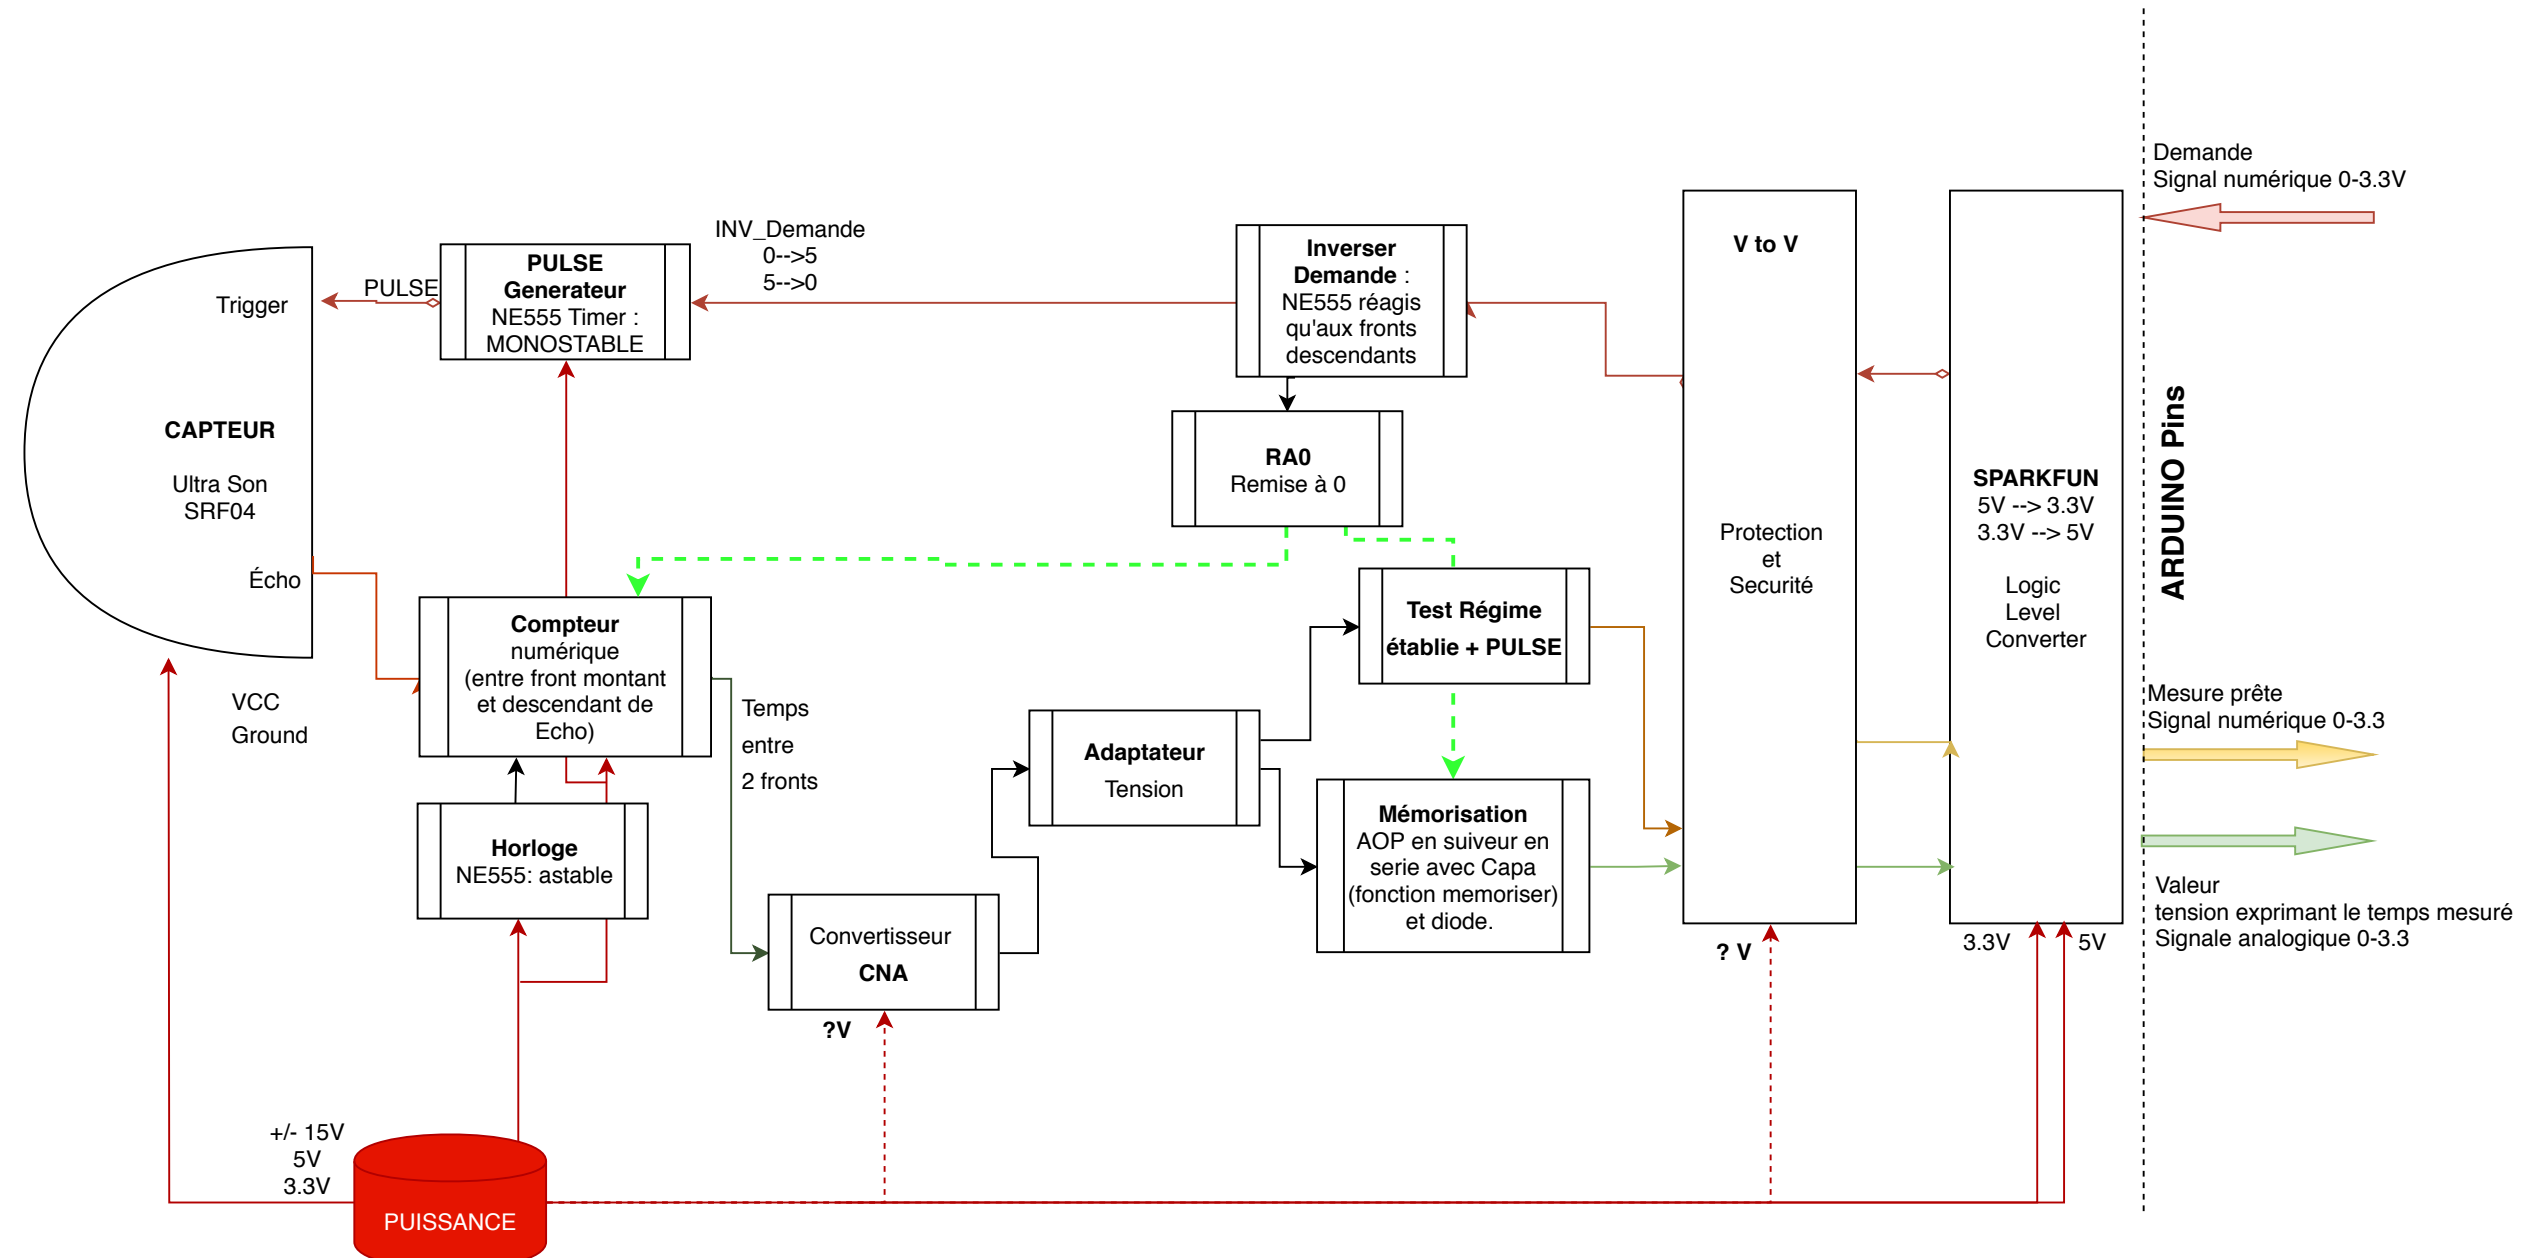 Demande
Signal numérique 0-3.3V
INV_Demande
0-->5
5-->0
Inverser
Demande :
NE555 réagis
qu'aux fronts
descendants
V to V
PULSE
Generateur
NE555 Timer :
MONOSTABLE
PULSE
Trigger
CAPTEUR
Ultra Son
SRF04
Écho
RA0
Remise à 0
SPARKFUN
5V --> 3.3V
3.3V --> 5V
Logic
Level
Converter
ARDUINO Pins
Protection
et
Securité
Compteur
numérique
(entre front montant
et descendant de
Echo)
Test Régime
établie + PULSE
VCC
Ground
Temps
entre
2 fronts
Adaptateur
Tension
Mesure prête
Signal numérique 0-3.3
Horloge
NE555: astable
Mémorisation
AOP en suiveur en
serie avec Capa
(fonction memoriser)
et diode.
Valeur
tension exprimant le temps mesuré
Signale analogique 0-3.3
Convertisseur
CNA
?V
? V
3.3V
5V
+/- 15V
5V
3.3V
PUISSANCE